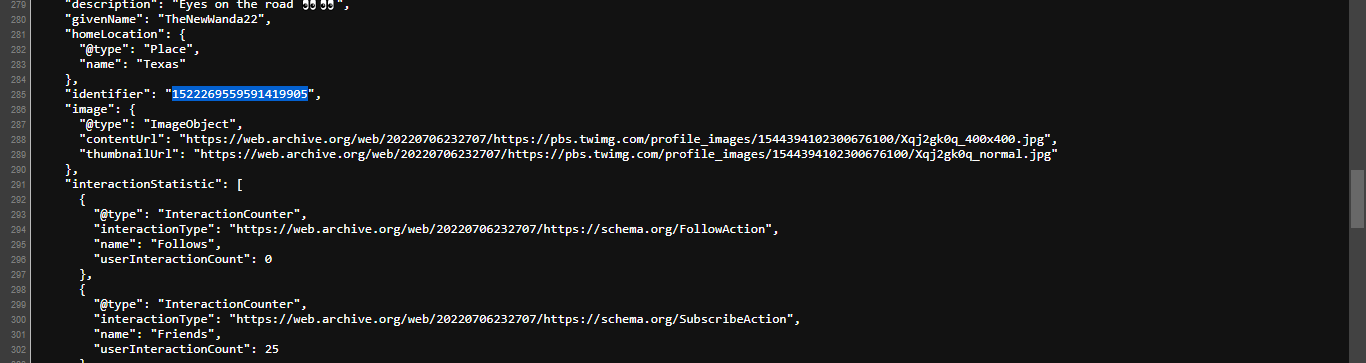 279 "description": "Eyes on the road 👀👀",
280 "givenName": "TheNewWanda22",
281 "homeLocation": {
282 "@type": "Place",
283 "name": "Texas"
284 },
285 "identifier": "1522269559591419905",
286 "image": {
287 "@type": "ImageObject",
288 "contentUrl": "https://web.archive.org/web/20220706232707/https://pbs.twimg.com/profile_images/1544394102300676100/Xqj2gk0q_400x400.jpg",
289 "thumbnailUrl": "https://web.archive.org/web/20220706232707/https://pbs.twimg.com/profile_images/1544394102300676100/Xqj2gk0q_normal.jpg"
290 },
291 "interactionStatistic": [
292 {
293 "@type": "InteractionCounter",
294 "interactionType": "https://web.archive.org/web/20220706232707/https://schema.org/FollowAction",
295 "name": "Follows",
296 "userInteractionCount": 0
297 },
298 {
299 "@type": "InteractionCounter",
300 "interactionType": "https://web.archive.org/web/20220706232707/https://schema.org/SubscribeAction",
301 "name": "Friends",
302 "userInteractionCount": 25